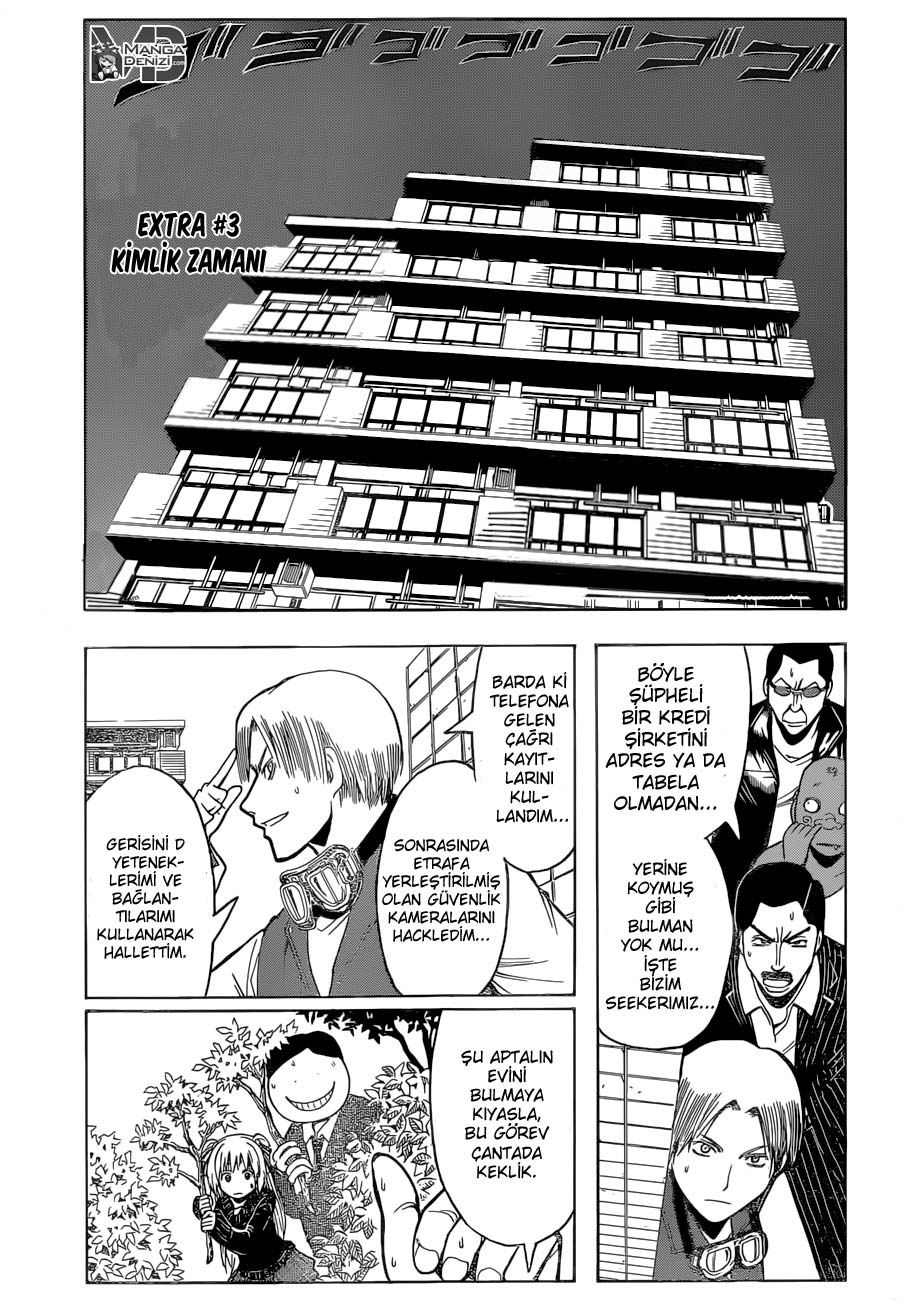 MANGA
DENIZI.com
ゴゴゴゴゴゴゴ
EXTRA #3
KİMLİK ZAMANI
BÖYLE
ŞÜPHELİ
BİR KREDİ
ŞİRKETİNİ
ADRES YA DA
TABELA
OLMADAN...
YERİNE
KOYMUŞ
GİBİ
BULMAN
YOK MU...
İŞTE
BİZİM
SEEKERIMIZ...
BARDA Kİ
TELEFONA
GELEN
ÇAĞRI
KAYIT-
LARINI
KUL-
LANDIM...
SONRASINDA
ETRAFA
YERLEŞTİRİLMİŞ
OLAN GÜVENLİK
KAMERALARINI
HACKLEDİM...
GERİSİNİ D
YETENEK-
LERİMİ VE
BAĞLAN-
TILARIMI
KULLANARAK
HALLETTİM.
ŞU APTALIN
EVİNİ
BULMAYA
KIYASLA,
BU GÖREV
ÇANTADA
KEKLİK.